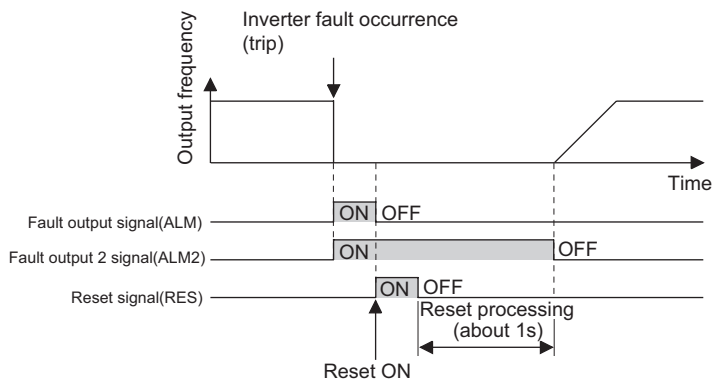 Inverter fault occurrence
(trip)
Output frequency
Time
Fault output signal(ALM)
ON
OFF
Fault output 2 signal(ALM2)
ON
OFF
Reset signal(RES)
ON
OFF
Reset processing
(about 1s)
Reset ON